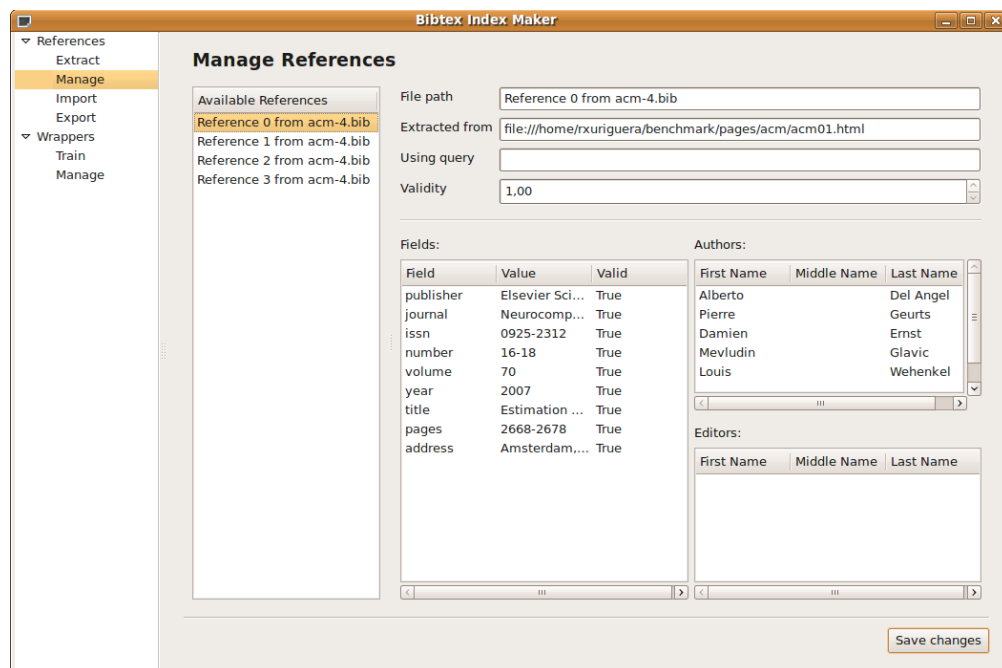 Bibtex Index Maker
References
Extract
Manage
Import
Export
Wrappers
Train
Manage
Manage References
Available References
Reference 0 from acm-4.bib
Reference 1 from acm-4.bib
Reference 2 from acm-4.bib
Reference 3 from acm-4.bib
File path Reference 0 from acm-4.bib
Extracted from file:///home/rxuriguera/benchmark/pages/acm/acm01.html
Using query
Validity 1,00
Fields:
Field Value Valid
publisher Elsevier Sci... True
journal Neurocomp... True
issn 0925-2312 True
number 16-18 True
volume 70 True
year 2007 True
title Estimation ... True
pages 2668-2678 True
address Amsterdam,... True
Authors:
First Name Middle Name Last Name
Alberto Del Angel
Pierre Geurts
Damien Ernst
Mevludin Glavic
Louis Wehenkel
Editors:
First Name Middle Name Last Name
Save changes